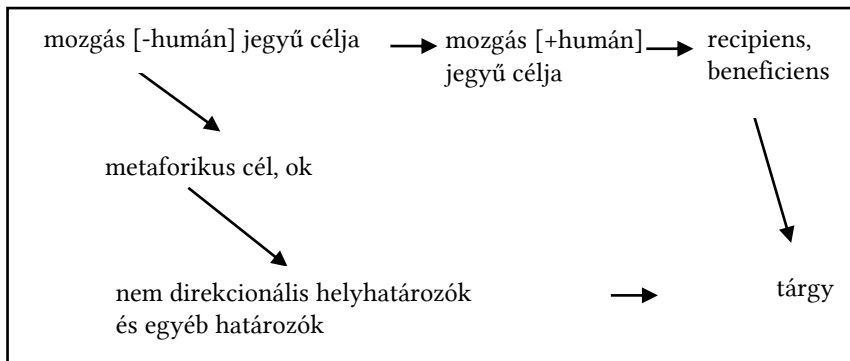 mozgás [-humán] jegyű célja
mozgás [+humán]
jegyű célja
recipiens,
beneficiens
metaforikus cél, ok
nem direkcionális helyhatározók
és egyéb határozók
tárgy